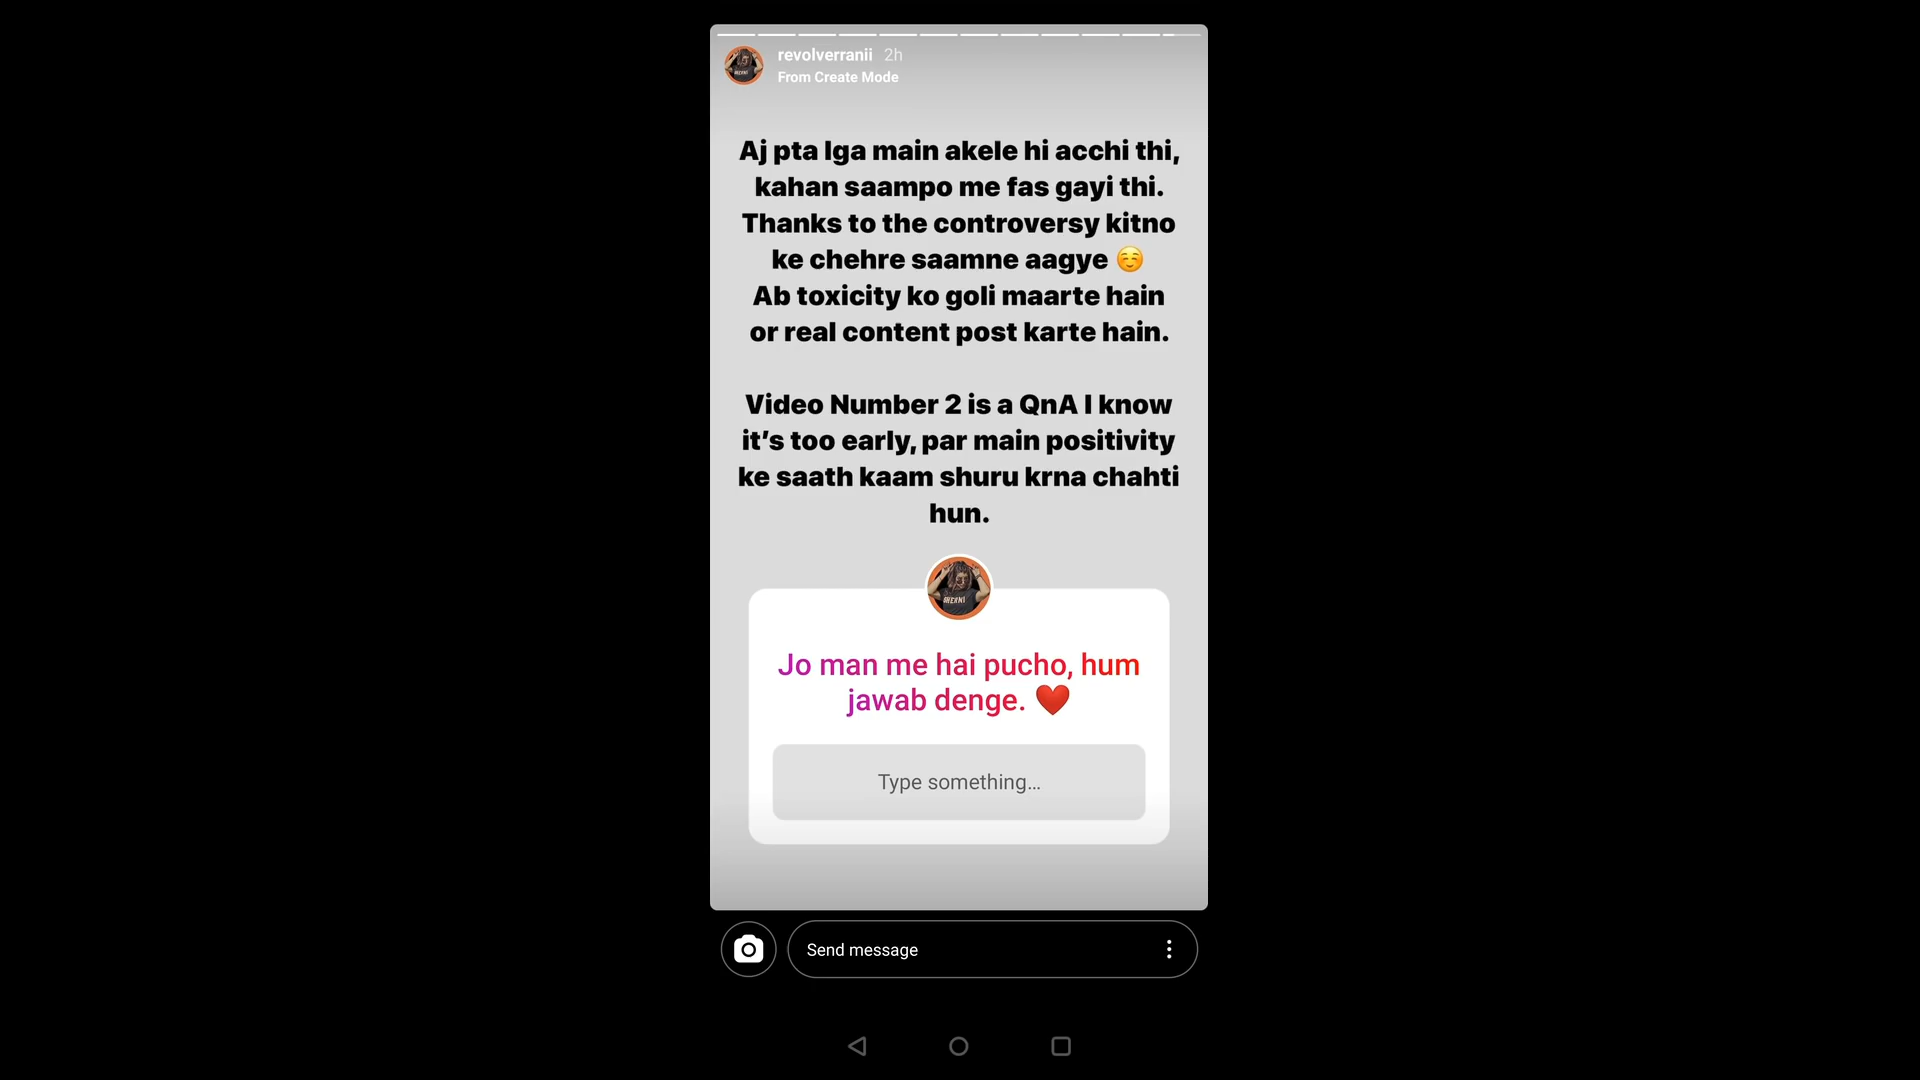 revolverranii 2h
From Create Mode
Aj pta lga main akele hi acchi thi,
kahan saampo me fas gayi thi.
Thanks to the controversy kitno
ke chehre saamne aagye ☺️
Ab toxicity ko goli maarte hain
or real content post karte hain.
Video Number 2 is a QnA I know
it’s too early, par main positivity
ke saath kaam shuru krna chahti
hun.
Jo man me hai pucho, hum
jawab denge. ❤️
Type something...
Send message